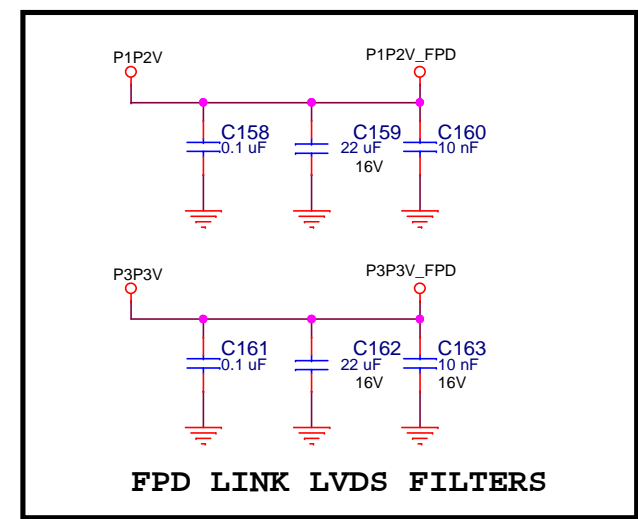 P1P2V P1P2V_FPD
C158 C159 C160
0.1 uF 22 uF 10 nF
16V
P3P3V P3P3V_FPD
C161 C162 C163
0.1 uF 22 uF 10 nF
16V 16V
FPD LINK LVDS FILTERS